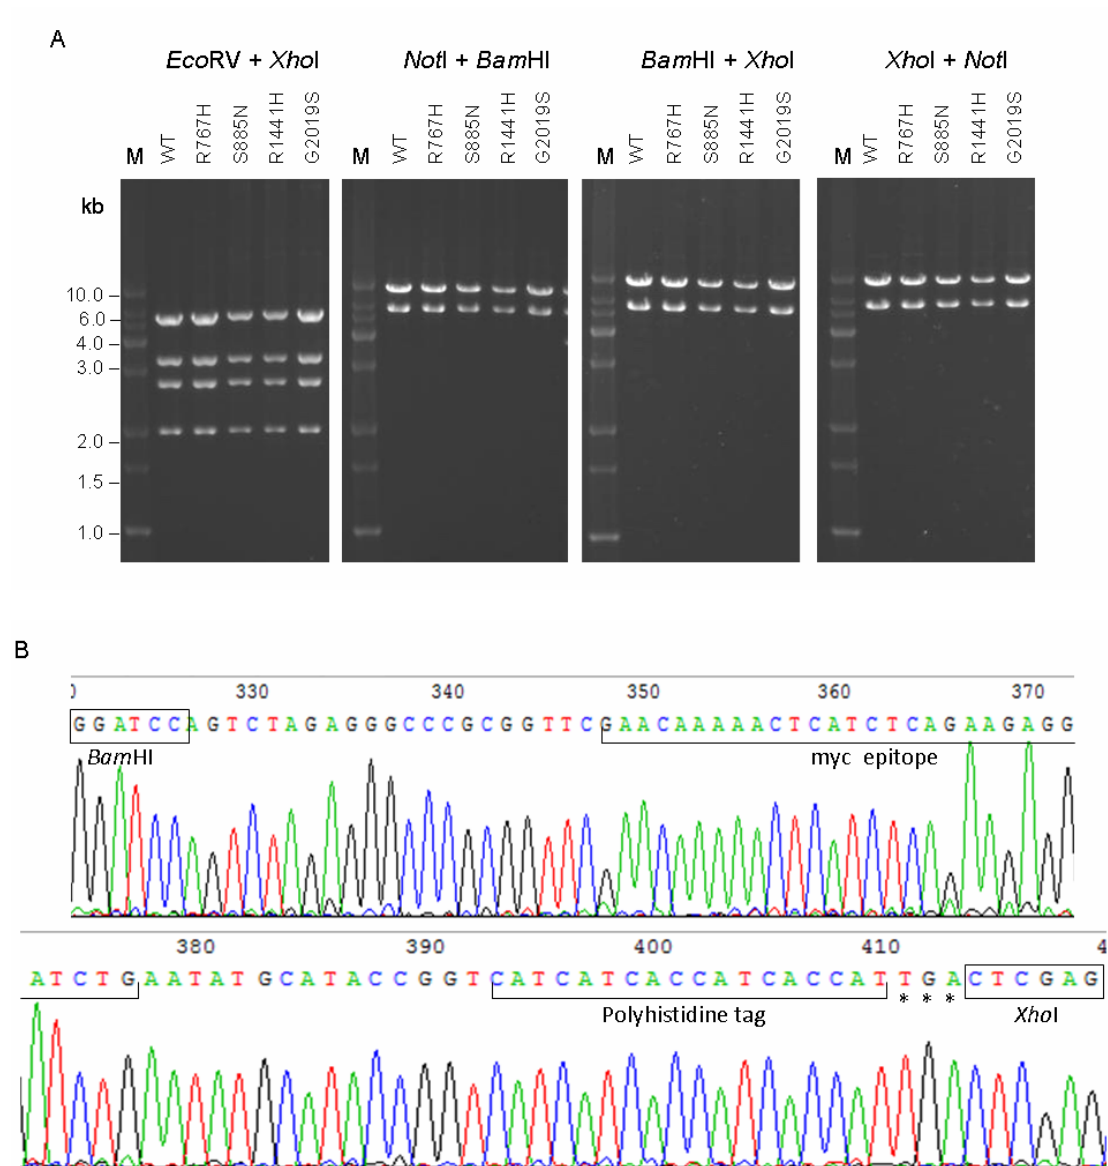 A
EcoRV + XhoI
NotI + BamHI
BamHI + XhoI
XhoI + NotI
M WT R767H S885N R1441H G2019S
M WT R767H S885N R1441H G2019S
M WT R767H S885N R1441H G2019S
M WT R767H S885N R1441H G2019S
kb
10.0
6.0
4.0
3.0
2.0
1.5
1.0
B
0 330 340 350 360 370
GGATCCAGTCTAGAGGGCCCGCGGTTCGAACAAAAACTCATCTCAGAAGAGG
BamHI
myc epitope
380 390 400 410 4
ATCTGAATATGCATACCGGTCATCATCACCATCACCATTGACTCGAG
* * *
Polyhistidine tag
XhoI